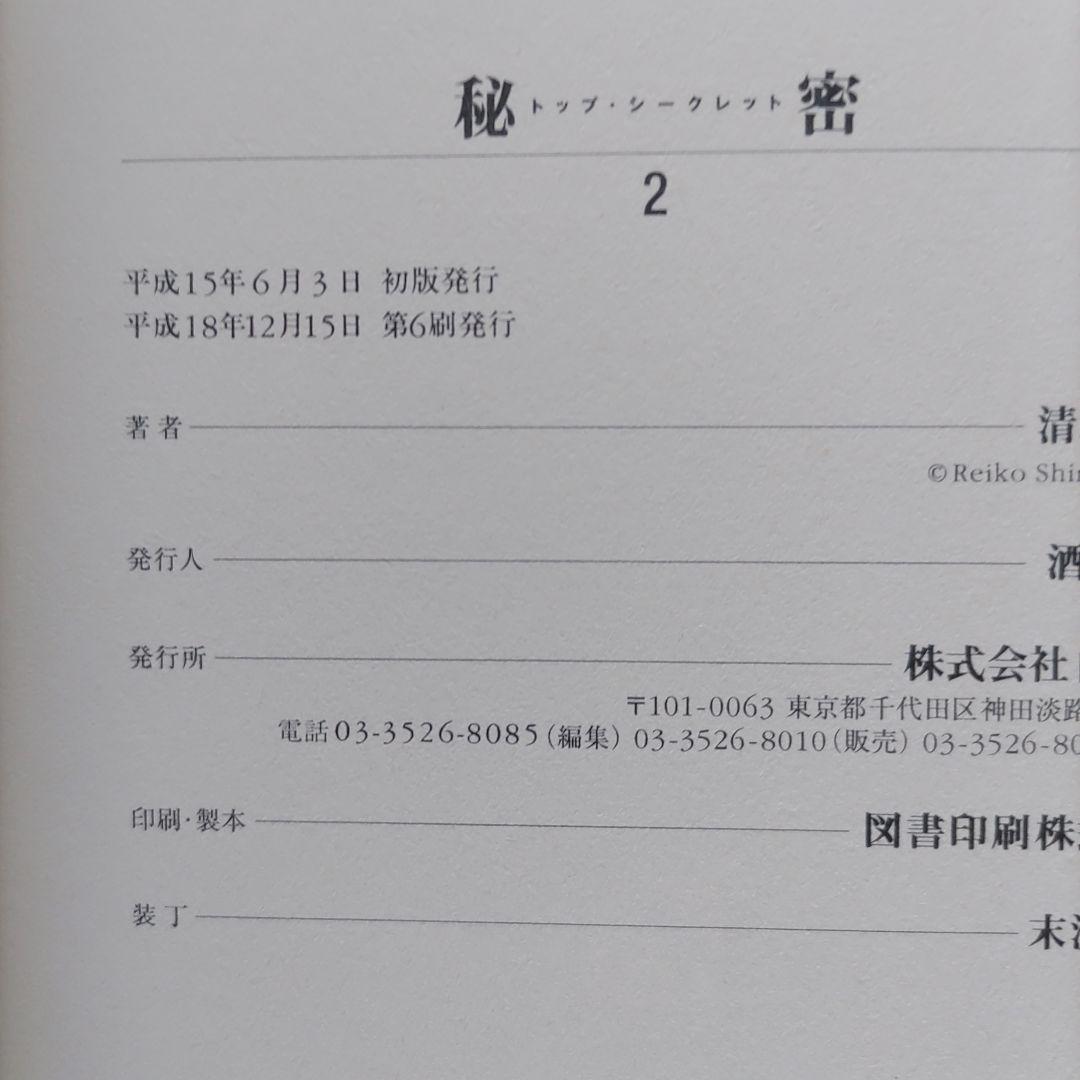 秘トップ・シークレット密
2
平成15年6月3日 初版発行
平成18年12月15日 第6刷発行
著者 清
©Reiko Shi
発行人 酒
発行所 株式会社
〒101-0063 東京都千代田区神田淡路
電話03-3526-8085(編集) 03-3526-8010(販売) 03-3526-80
印刷・製本 図書印刷株
装丁 末